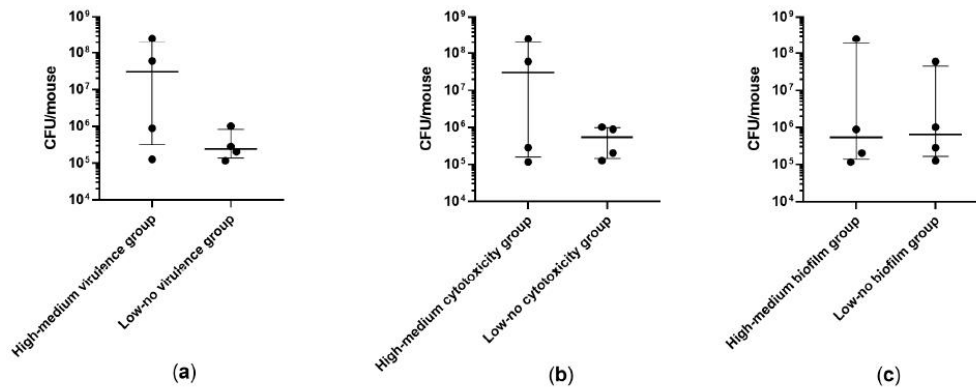 10⁹
10⁸
10⁷
10⁶
10⁵
10⁴
CFU/mouse
High-medium virulence group
Low-no virulence group
(a)
10⁹
10⁸
10⁷
10⁶
10⁵
10⁴
CFU/mouse
High-medium cytotoxicity group
Low-no cytotoxicity group
(b)
10⁹
10⁸
10⁷
10⁶
10⁵
10⁴
CFU/mouse
High-medium biofilm group
Low-no biofilm group
(c)